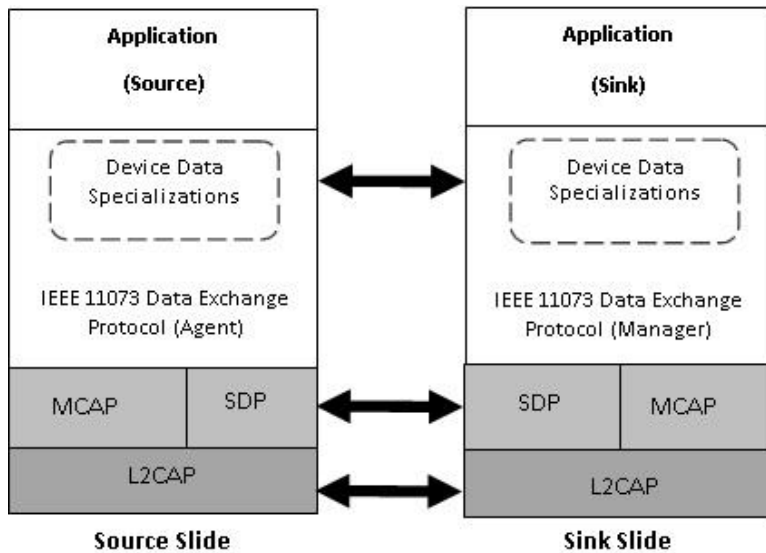 Application
(Source)
Device Data
Specializations
IEEE 11073 Data Exchange
Protocol (Agent)
MCAP
SDP
L2CAP
Source Slide
Application
(Sink)
Device Data
Specializations
IEEE 11073 Data Exchange
Protocol (Manager)
SDP
MCAP
L2CAP
Sink Slide